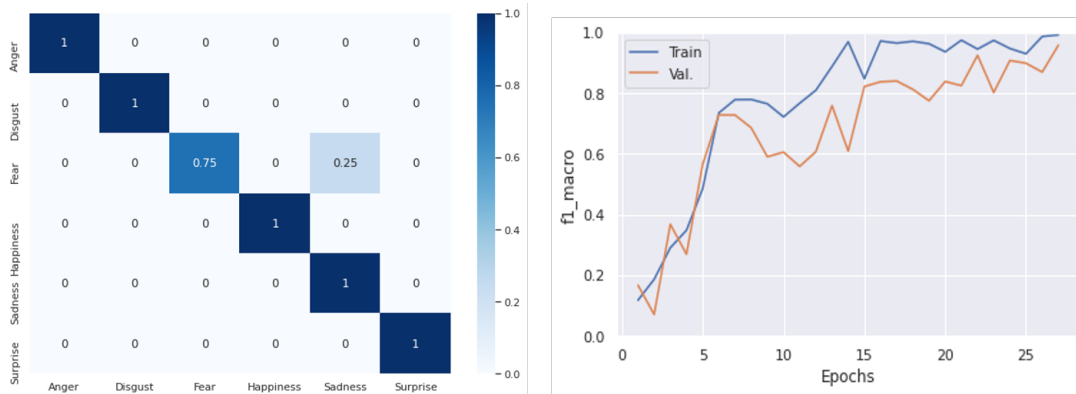 Anger 1 0 0 0 0 0
Disgust 0 1 0 0 0 0
Fear 0 0 0.75 0 0.25 0
Happiness 0 0 0 1 0 0
Sadness 0 0 0 0 1 0
Surprise 0 0 0 0 0 1
Anger Disgust Fear Happiness Sadness Surprise
1.0
0.8
0.6
0.4
0.2
0.0
Train
Val.
f1_macro
1.0
0.8
0.6
0.4
0.2
0.0
0 5 10 15 20 25
Epochs